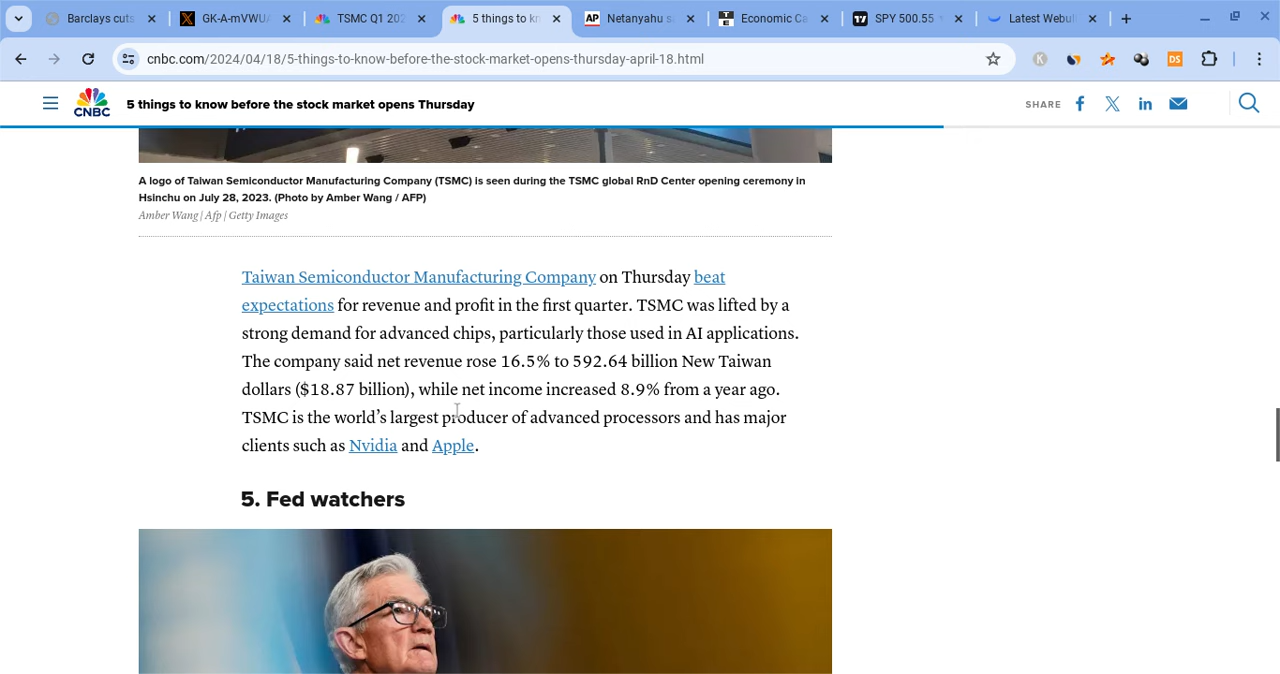 Barclays cuts
GK-A-mVWUA
TSMC Q1 202
5 things to kn
Netanyahu s
Economic Ca
SPY 500.55
Latest Webul
cnbc.com/2024/04/18/5-things-to-know-before-the-stock-market-opens-thursday-april-18.html
CNBC
5 things to know before the stock market opens Thursday
SHARE
A logo of Taiwan Semiconductor Manufacturing Company (TSMC) is seen during the TSMC global RnD Center opening ceremony in
Hsinchu on July 28, 2023. (Photo by Amber Wang / AFP)
Amber Wang | Afp | Getty Images
Taiwan Semiconductor Manufacturing Company on Thursday beat
expectations for revenue and profit in the first quarter. TSMC was lifted by a
strong demand for advanced chips, particularly those used in AI applications.
The company said net revenue rose 16.5% to 592.64 billion New Taiwan
dollars ($18.87 billion), while net income increased 8.9% from a year ago.
TSMC is the world’s largest producer of advanced processors and has major
clients such as Nvidia and Apple.
5. Fed watchers